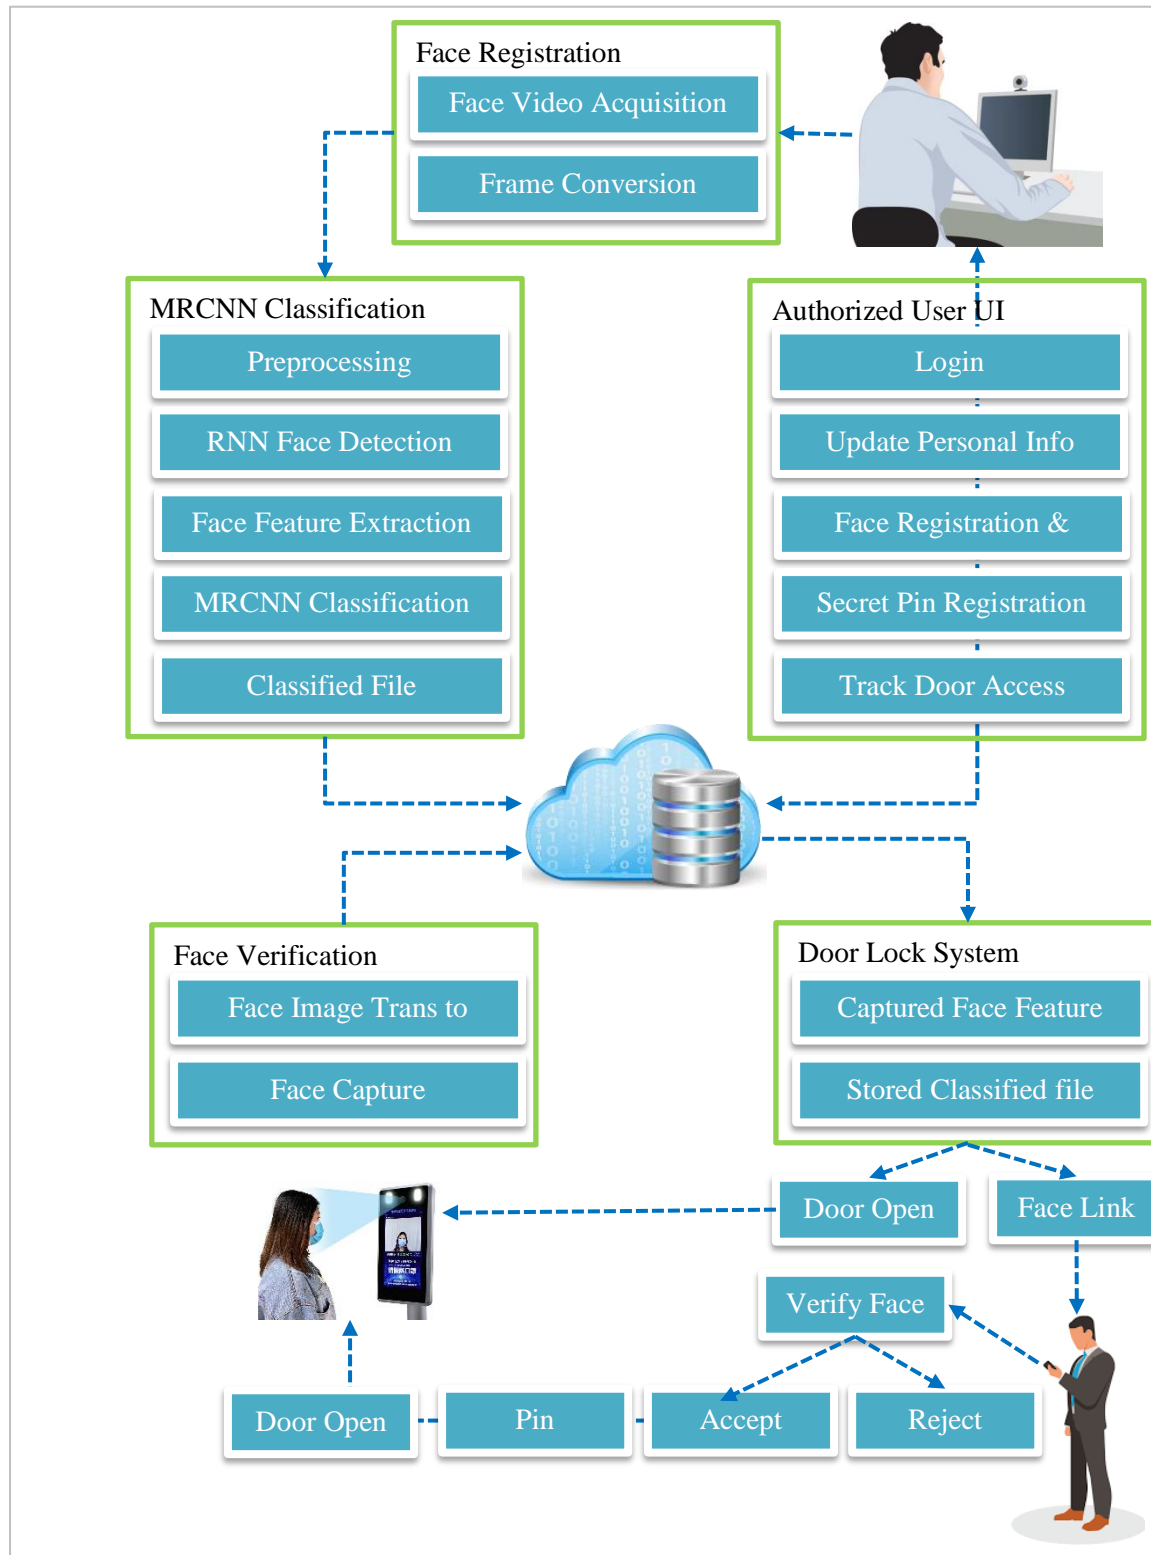 Face Registration
Face Video Acquisition
Frame Conversion
MRCNN Classification
Preprocessing
RNN Face Detection
Face Feature Extraction
MRCNN Classification
Classified File
Authorized User UI
Login
Update Personal Info
Face Registration &
Secret Pin Registration
Track Door Access
Face Verification
Face Image Trans to
Face Capture
Door Lock System
Captured Face Feature
Stored Classified file
Door Open
Face Link
Verify Face
Door Open
Pin
Accept
Reject